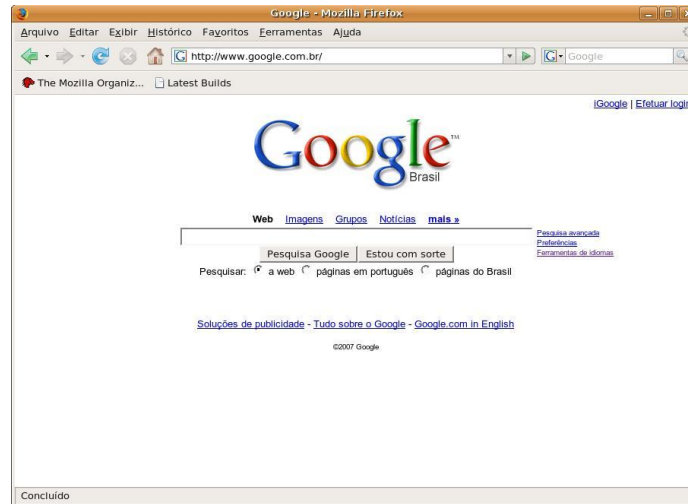 Google - Mozilla Firefox
Arquivo Editar Exibir Histórico Favoritos Ferramentas Ajuda
G http://www.google.com.br/ G Google
The Mozilla Organiz... Latest Builds
iGoogle | Efetuar login
Google™
Brasil
Web Imagens Grupos Notícias mais »
Pesquisa avançada
Preferências
Ferramentas de idiomas
Pesquisa Google Estou com sorte
Pesquisar: a web páginas em português páginas do Brasil
Soluções de publicidade - Tudo sobre o Google - Google.com in English
©2007 Google
Concluído